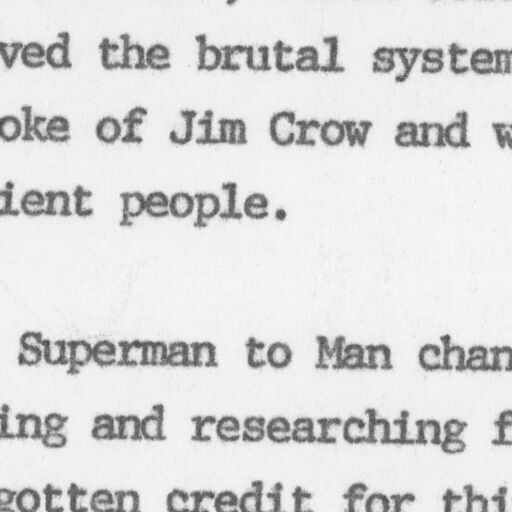 ved the brutal system
oke of Jim Crow and w
ient people.
Superman to Man chan
ing and researching f
gotten credit for thi